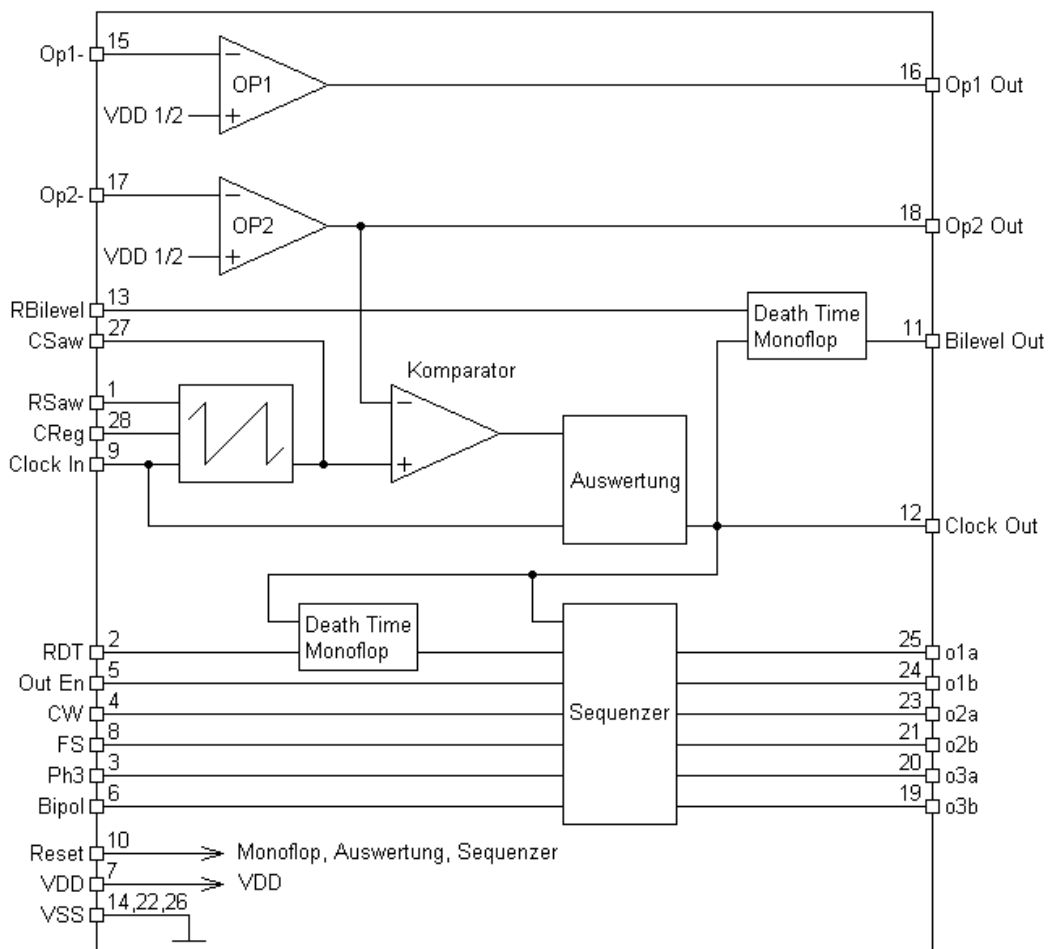 15
Op1-
OP1
16
Op1 Out
VDD 1/2
+
17
Op2-
OP2
18
Op2 Out
VDD 1/2
+
13
RBilevel
Death Time
Monoflop
27
CSaw
11
Bilevel Out
Komparator
1
RSaw
28
CReg
9
Clock In
+
Auswertung
12
Clock Out
Death Time
Monoflop
2
RDT
25
o1a
5
Out En
24
o1b
4
CW
Sequenzer
23
o2a
8
FS
21
o2b
3
Ph3
20
o3a
6
Bipol
19
o3b
10
Reset
Monoflop, Auswertung, Sequenzer
7
VDD
VDD
14,22,26
VSS